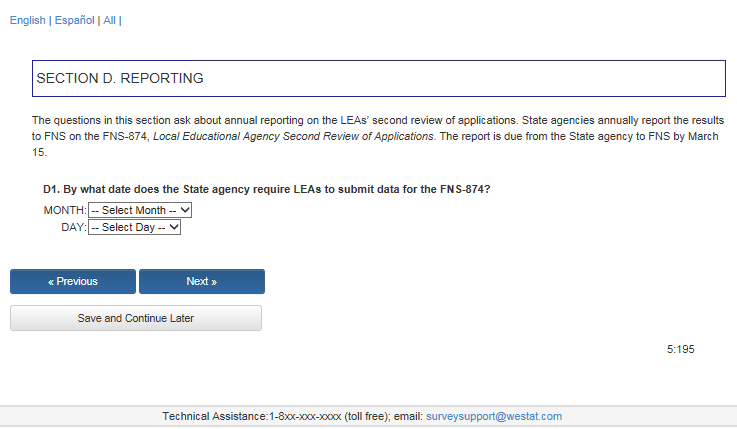 English | Español | All |
SECTION D. REPORTING
The questions in this section ask about annual reporting on the LEAs' second review of applications. State agencies annually report the results
to FNS on the FNS-874, Local Educational Agency Second Review of Applications. The report is due from the State agency to FNS by March
15.
D1. By what date does the State agency require LEAs to submit data for the FNS-874?
MONTH: -- Select Month --
DAY: -- Select Day --
« Previous Next »
Save and Continue Later
5:195
Technical Assistance:1-8xx-xxx-xxxx (toll free); email: surveysupport@westat.com